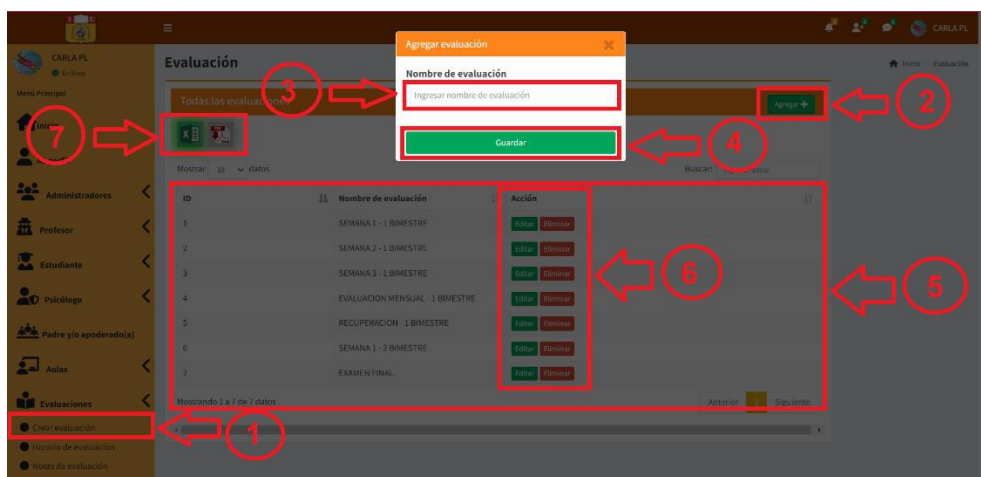 CARLA PL
CARLA PL
En línea
Evaluación
Inicio
Evaluación
Agregar evaluación
Nombre de evaluación
Ingresar nombre de evaluación
Guardar
Menú Principal
Todas las evaluaciones
Agregar
3
2
4
7
Inicio
Mostrar 10 datos
Buscar:
Administradores
Profesor
Estudiante
Psicólogo
Padre y/o apoderado(a)
Aulas
Evaluaciones
Crear evaluación
Horario de evaluación
Notas de evaluación
ID Nombre de evaluación Acción
1 SEMANA 1 - 1 BIMESTRE Editar Eliminar
2 SEMANA 2 - 1 BIMESTRE Editar Eliminar
3 SEMANA 3 - 1 BIMESTRE Editar Eliminar
4 EVALUACION MENSUAL - 1 BIMESTRE Editar Eliminar
5 RECUPERACION - 1 BIMESTRE Editar Eliminar
6 SEMANA 1 - 2 BIMESTRE Editar Eliminar
7 EXAMEN FINAL Editar Eliminar
6
5
Mostrando 1 a 7 de 7 datos
Anterior 1 Siguiente
1